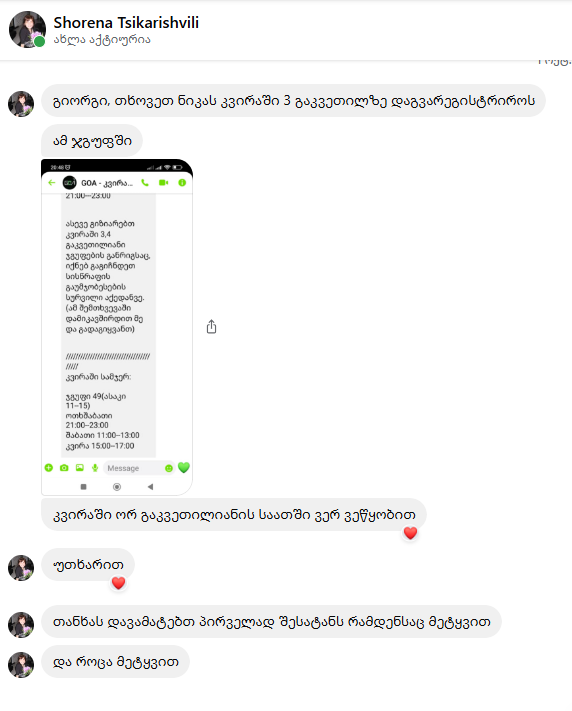 Shorena Tsikarishvili
ახლა აქტიურია
გიორგი, თხოვეთ ნიკას კვირაში 3 გაკვეთილზე დაგვარეგისტრიროს
ამ ჯგუფში
20:48
GOA - კვირა...
21:00–23:00
ასევე გიზიარებთ
კვირაში 3,4
გაკვეთილიანი
ჯგუფების განრიგსაც,
იქნებ გაგიჩნდეთ
სისწრაფის
გაუმჯობესების
სურვილი აქედანვე.
(ამ შემთხვევაში
დამიკავშირდით მე
და გადაგიყვანთ)
///////////////////////////////////
/////
კვირაში სამჯერ:
ჯგუფი 49(ასაკი
11–15)
ოთხშაბათი
21:00–23:00
შაბათი 11:00–13:00
კვირა 15:00–17:00
Message
კვირაში ორ გაკვეთილიანის საათში ვერ ვეწყობით
უთხარით
თანხას დავამატებთ პირველად შესატანს რამდენსაც მეტყვით
და როცა მეტყვით